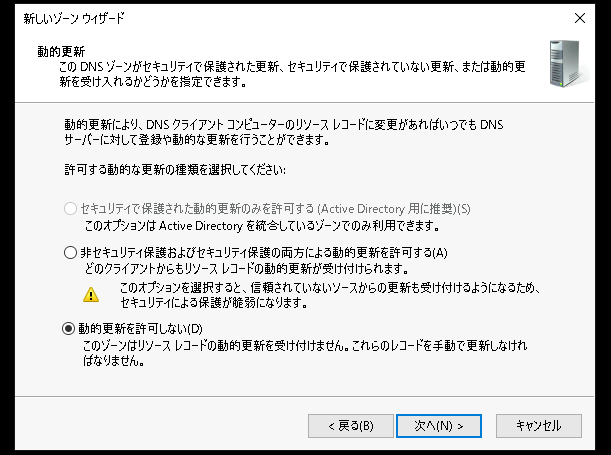 新しいゾーン ウィザード
動的更新
この DNS ゾーンがセキュリティで保護された更新、セキュリティで保護されていない更新、または動的更
新を受け入れるかどうかを指定できます。
動的更新により、DNS クライアント コンピューターのリソース レコードに変更があればいつでも DNS
サーバーに対して登録や動的な更新を行うことができます。
許可する動的な更新の種類を選択してください:
セキュリティで保護された動的更新のみを許可する (Active Directory 用に推奨)(S)
このオプションは Active Directory を統合しているゾーンでのみ利用できます。
非セキュリティ保護およびセキュリティ保護の両方による動的更新を許可する(A)
どのクライアントからもリソース レコードの動的更新が受け付けられます。
このオプションを選択すると、信頼されていないソースからの更新も受け付けるようになるため、
セキュリティによる保護が脆弱になります。
動的更新を許可しない(D)
このゾーンはリソース レコードの動的更新を受け付けません。これらのレコードを手動で更新しなけれ
ばなりません。
< 戻る(B) 次へ(N) > キャンセル